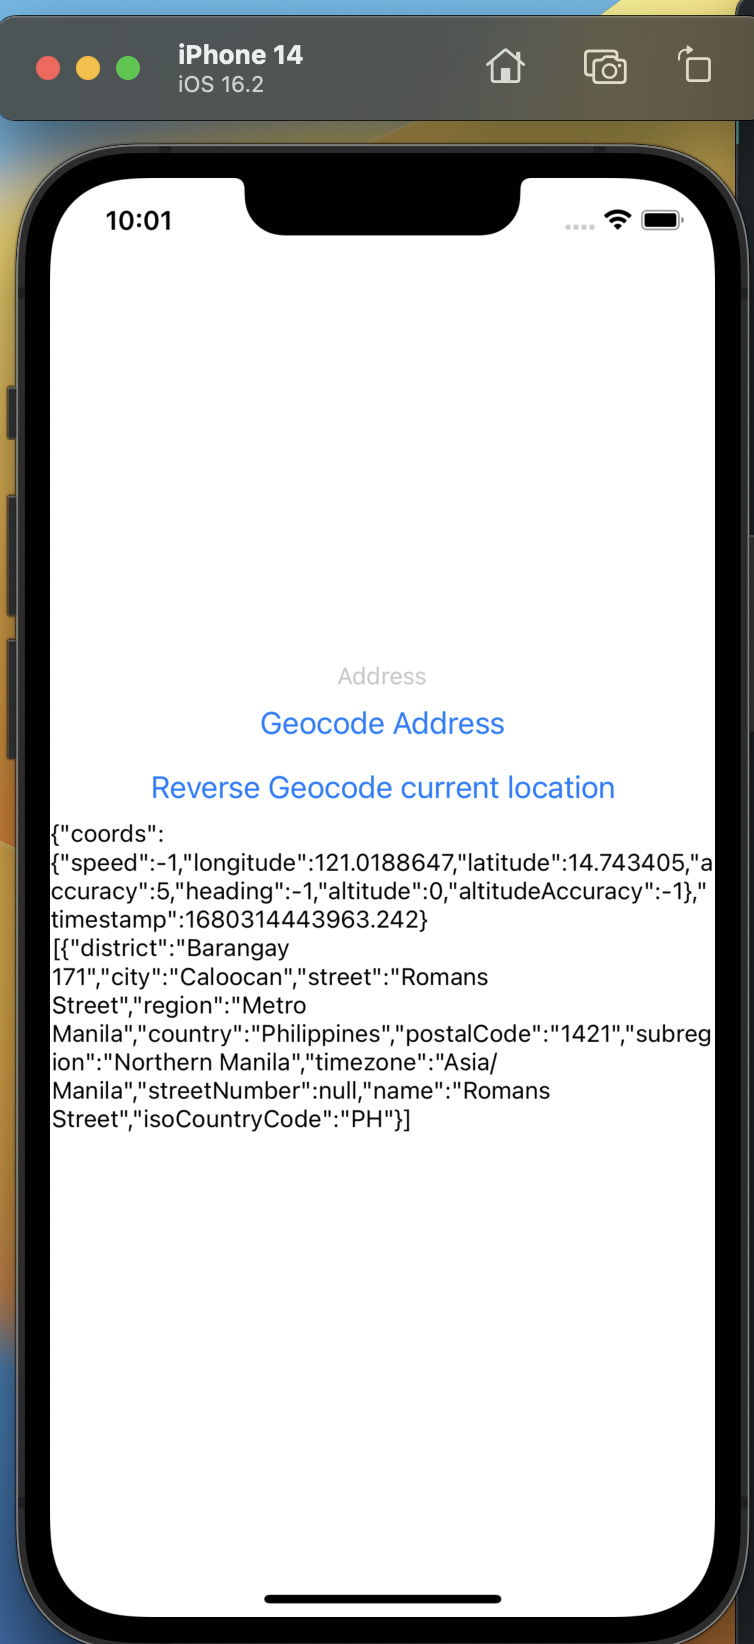 iPhone 14
iOS 16.2
10:01
Address
Geocode Address
Reverse Geocode current location
{"coords":
{"speed":-1,"longitude":121.0188647,"latitude":14.743405,"a
ccuracy":5,"heading":-1,"altitude":0,"altitudeAccuracy":-1},"
timestamp":1680314443963.242}
[{"district":"Barangay
171","city":"Caloocan","street":"Romans
Street","region":"Metro
Manila","country":"Philippines","postalCode":"1421","subreg
ion":"Northern Manila","timezone":"Asia/
Manila","streetNumber":null,"name":"Romans
Street","isoCountryCode":"PH"}]